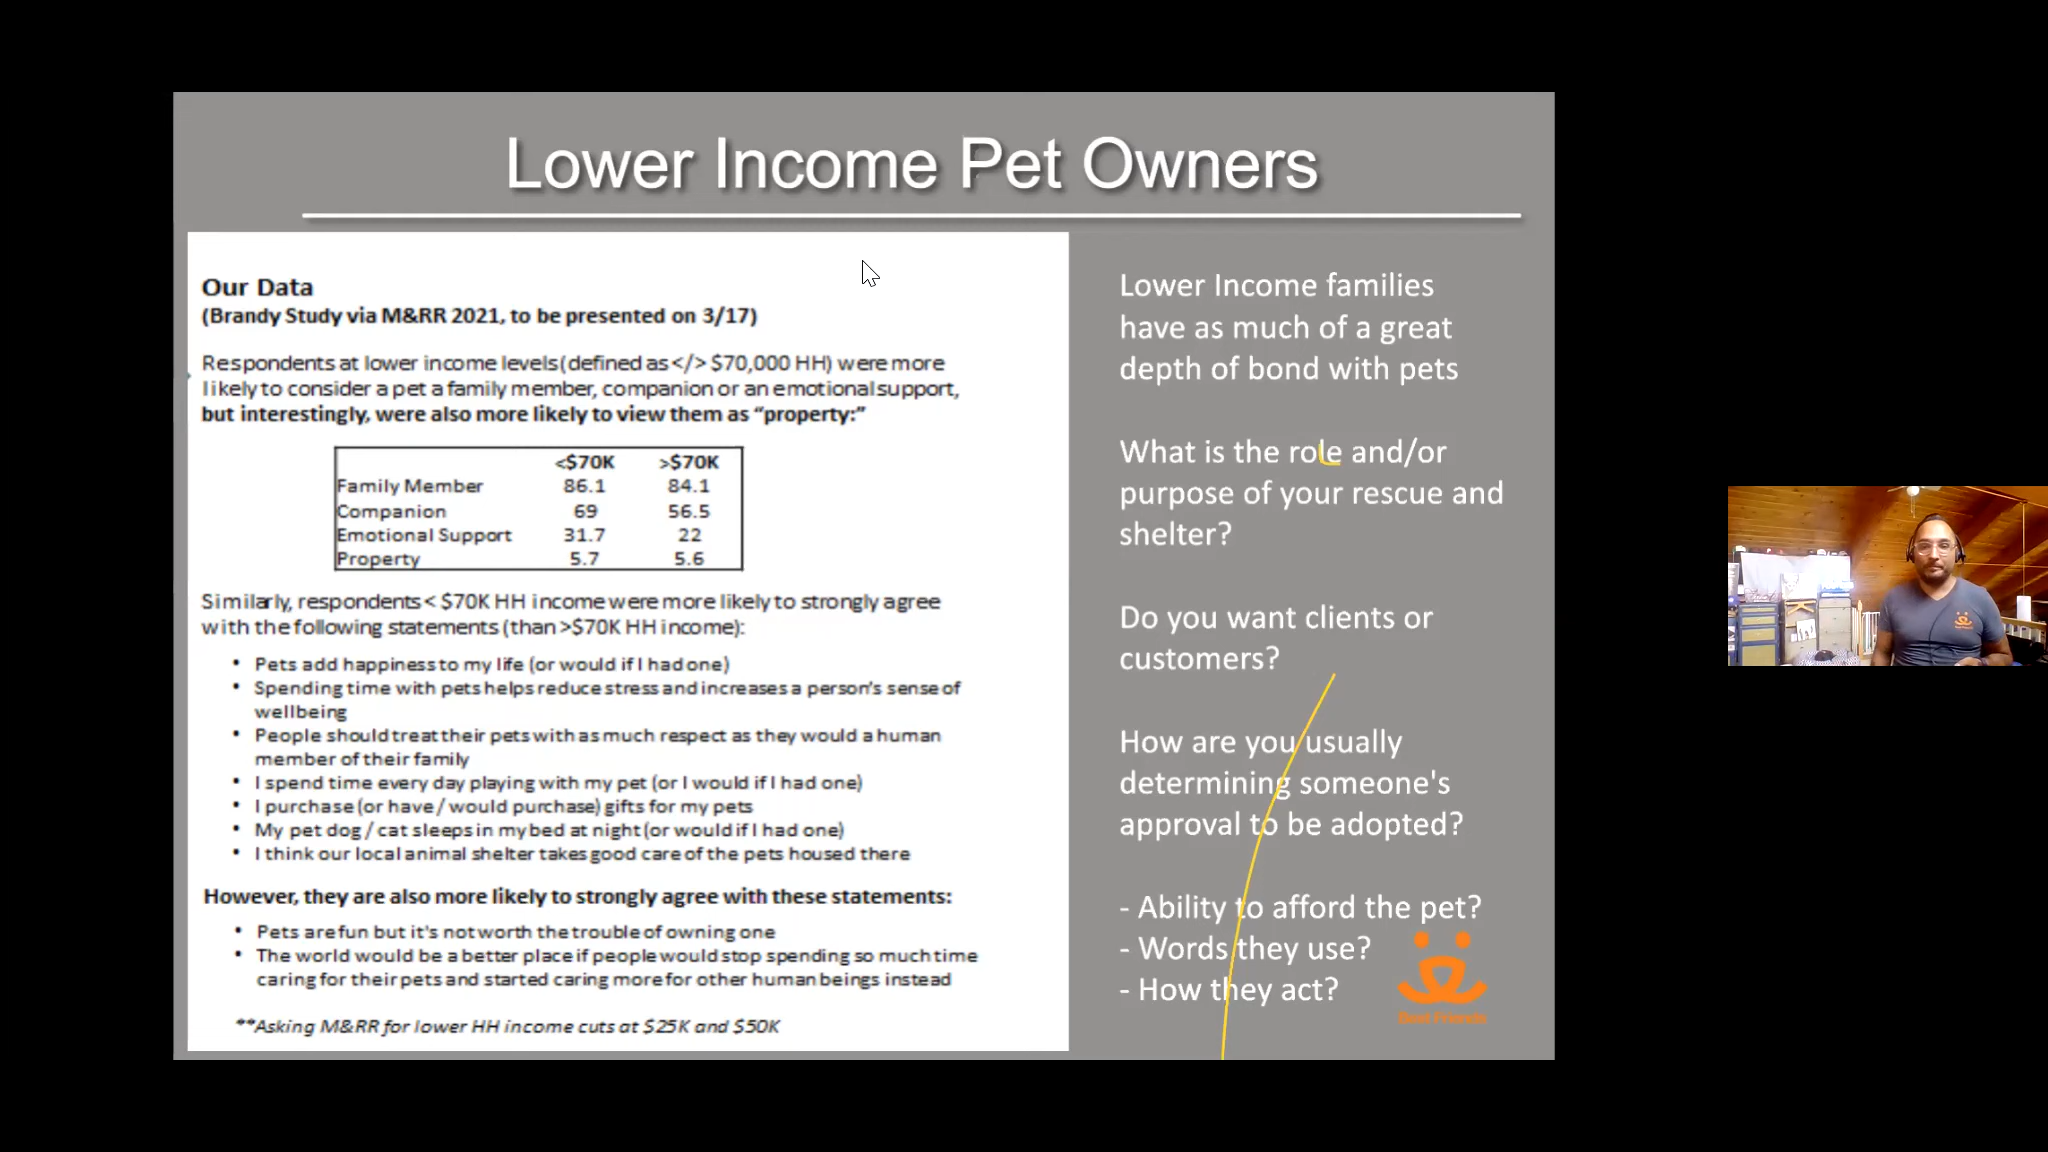 Lower Income Pet Owners
Our Data
(Brandy Study via M&RR 2021, to be presented on 3/17)
Respondents at lower income levels (defined as </> $70,000 HH) were more
likely to consider a pet a family member, companion or an emotional support,
but interestingly, were also more likely to view them as “property:”
<$70K >$70K
Family Member 86.1 84.1
Companion 69 56.5
Emotional Support 31.7 22
Property 5.7 5.6
Similarly, respondents < $70K HH income were more likely to strongly agree
with the following statements (than >$70K HH income):
• Pets add happiness to my life (or would if I had one)
• Spending time with pets helps reduce stress and increases a person's sense of
wellbeing
• People should treat their pets with as much respect as they would a human
member of their family
• I spend time every day playing with my pet (or I would if I had one)
• I purchase (or have / would purchase) gifts for my pets
• My pet dog / cat sleeps in my bed at night (or would if I had one)
• I think our local animal shelter takes good care of the pets housed there
However, they are also more likely to strongly agree with these statements:
• Pets are fun but it's not worth the trouble of owning one
• The world would be a better place if people would stop spending so much time
caring for their pets and started caring more for other human beings instead
**Asking M&RR for lower HH income cuts at $25K and $50K
Lower Income families
have as much of a great
depth of bond with pets
What is the role and/or
purpose of your rescue and
shelter?
Do you want clients or
customers?
How are you usually
determining someone's
approval to be adopted?
- Ability to afford the pet?
- Words they use?
- How they act?
Best Friends